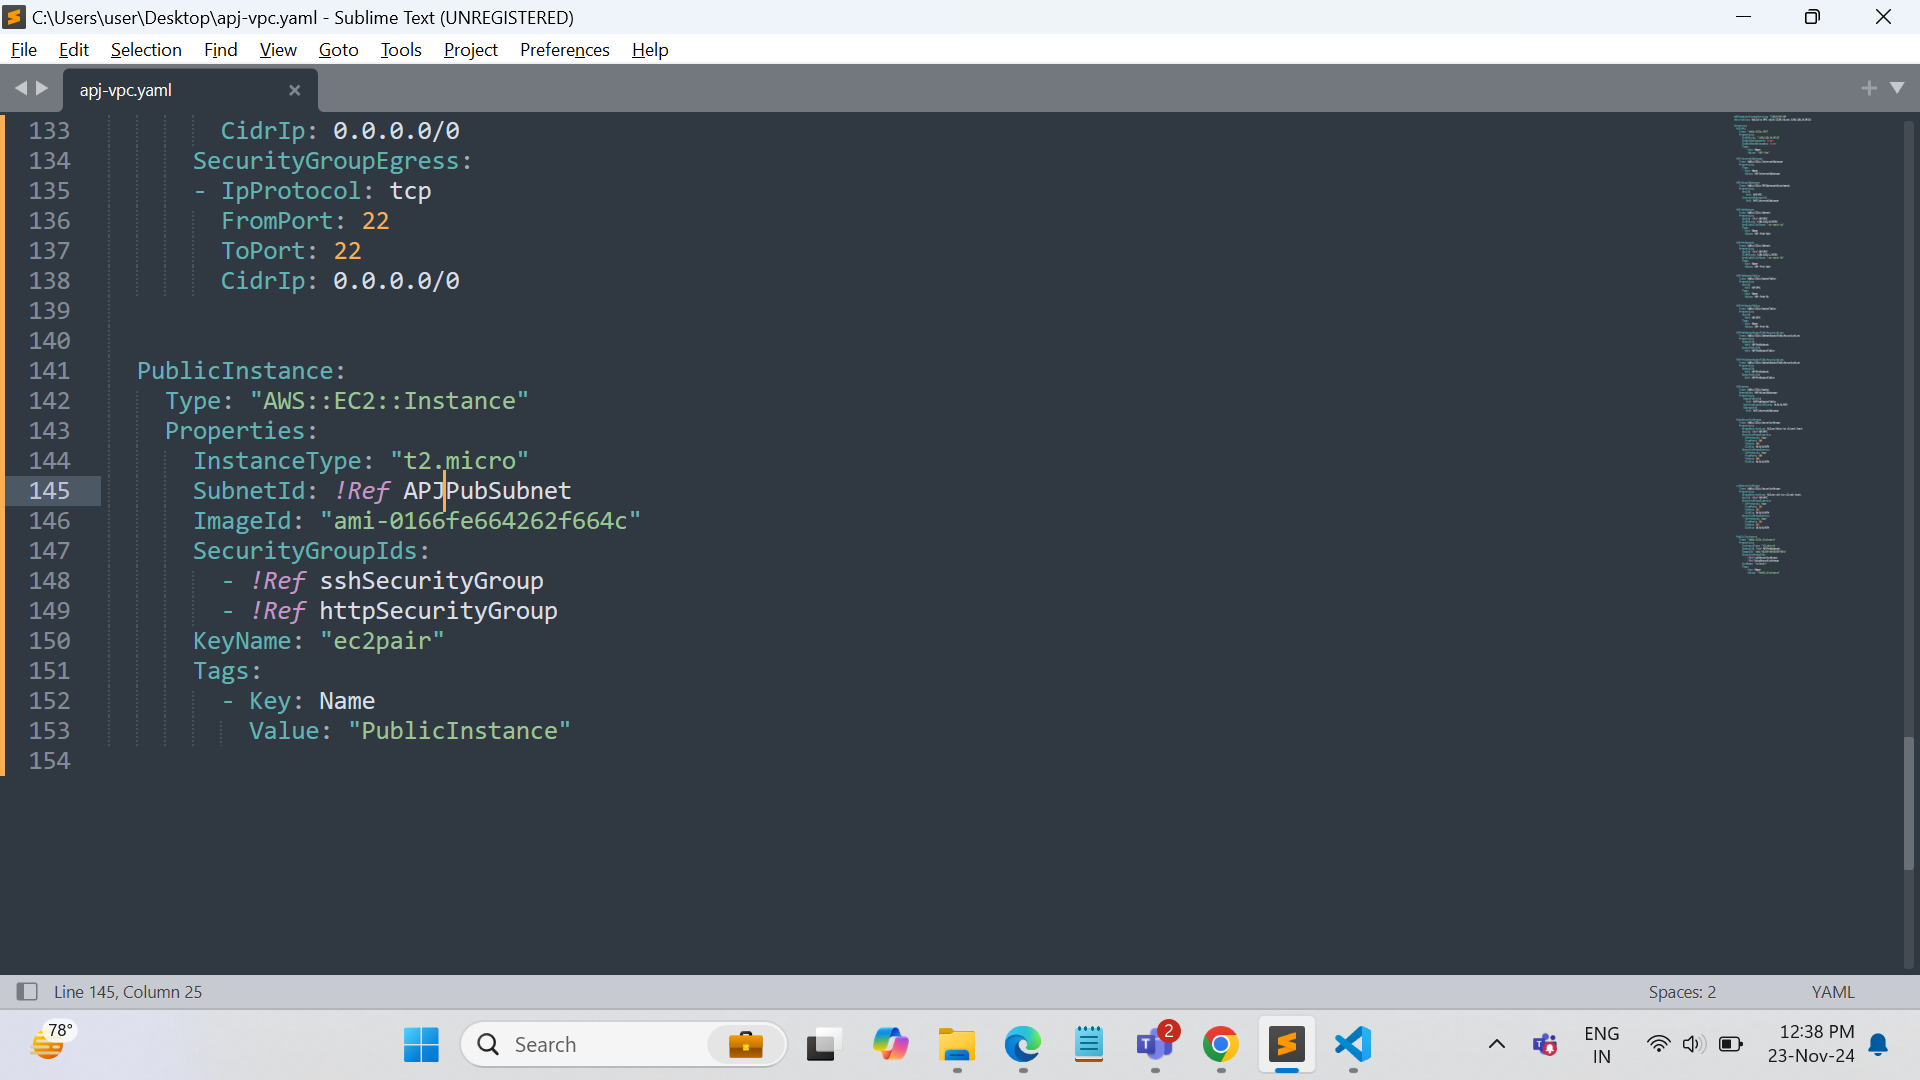 C:\Users\user\Desktop\apj-vpc.yaml - Sublime Text (UNREGISTERED)
File Edit Selection Find View Goto Tools Project Preferences Help
apj-vpc.yaml
133 CidrIp: 0.0.0.0/0
134 SecurityGroupEgress:
135 - IpProtocol: tcp
136 FromPort: 22
137 ToPort: 22
138 CidrIp: 0.0.0.0/0
139
140
141 PublicInstance:
142 Type: "AWS::EC2::Instance"
143 Properties:
144 InstanceType: "t2.micro"
145 SubnetId: !Ref APJPubSubnet
146 ImageId: "ami-0166fe664262f664c"
147 SecurityGroupIds:
148 - !Ref sshSecurityGroup
149 - !Ref httpSecurityGroup
150 KeyName: "ec2pair"
151 Tags:
152 - Key: Name
153 Value: "PublicInstance"
154
Line 145, Column 25 Spaces: 2 YAML
78° Search 2 ENG IN 12:38 PM
23-Nov-24